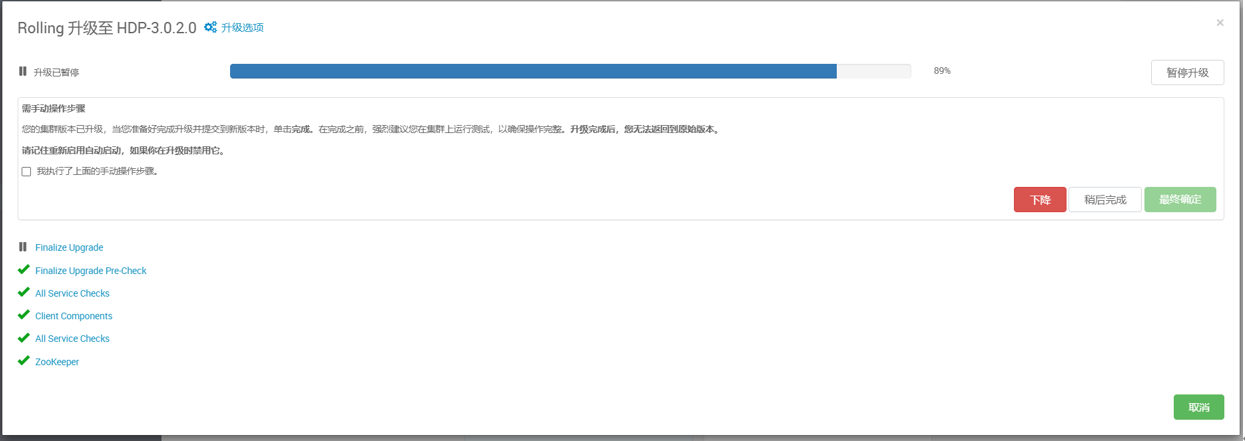 Rolling 升级至 HDP-3.0.2.0 升级选项
×
升级已暂停 89% 暂停升级
需手动操作步骤
您的集群版本已升级，当您准备好完成升级并提交到新版本时，单击完成。在完成之前，强烈建议您在集群上运行测试，以确保操作完整。升级完成后，您无法返回到原始版本。
请记住重新启用自动启动，如果你在升级时禁用它。
我执行了上面的手动操作步骤。
下降 稍后完成 最终确定
Finalize Upgrade
Finalize Upgrade Pre-Check
All Service Checks
Client Components
All Service Checks
ZooKeeper
取消